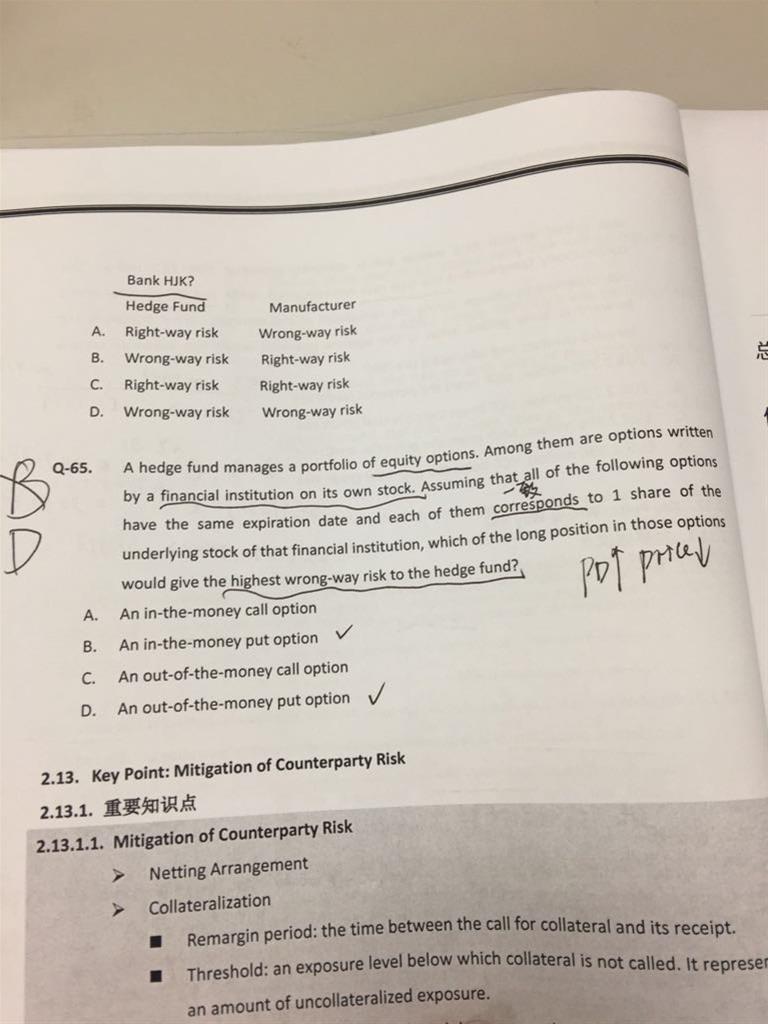 Bank HJK?
Hedge Fund Manufacturer
A. Right-way risk Wrong-way risk
B. Wrong-way risk Right-way risk
C. Right-way risk Right-way risk
D. Wrong-way risk Wrong-way risk
B
D
Q-65. A hedge fund manages a portfolio of equity options. Among them are options written
by a financial institution on its own stock. Assuming that all of the following options
一致
have the same expiration date and each of them corresponds to 1 share of the
underlying stock of that financial institution, which of the long position in those options
would give the highest wrong-way risk to the hedge fund?
PD↑ price↓
A. An in-the-money call option
B. An in-the-money put option ✓
C. An out-of-the-money call option
D. An out-of-the-money put option ✓
2.13. Key Point: Mitigation of Counterparty Risk
2.13.1. 重要知识点
2.13.1.1. Mitigation of Counterparty Risk
➢ Netting Arrangement
➢ Collateralization
■ Remargin period: the time between the call for collateral and its receipt.
■ Threshold: an exposure level below which collateral is not called. It represer
an amount of uncollateralized exposure.
总